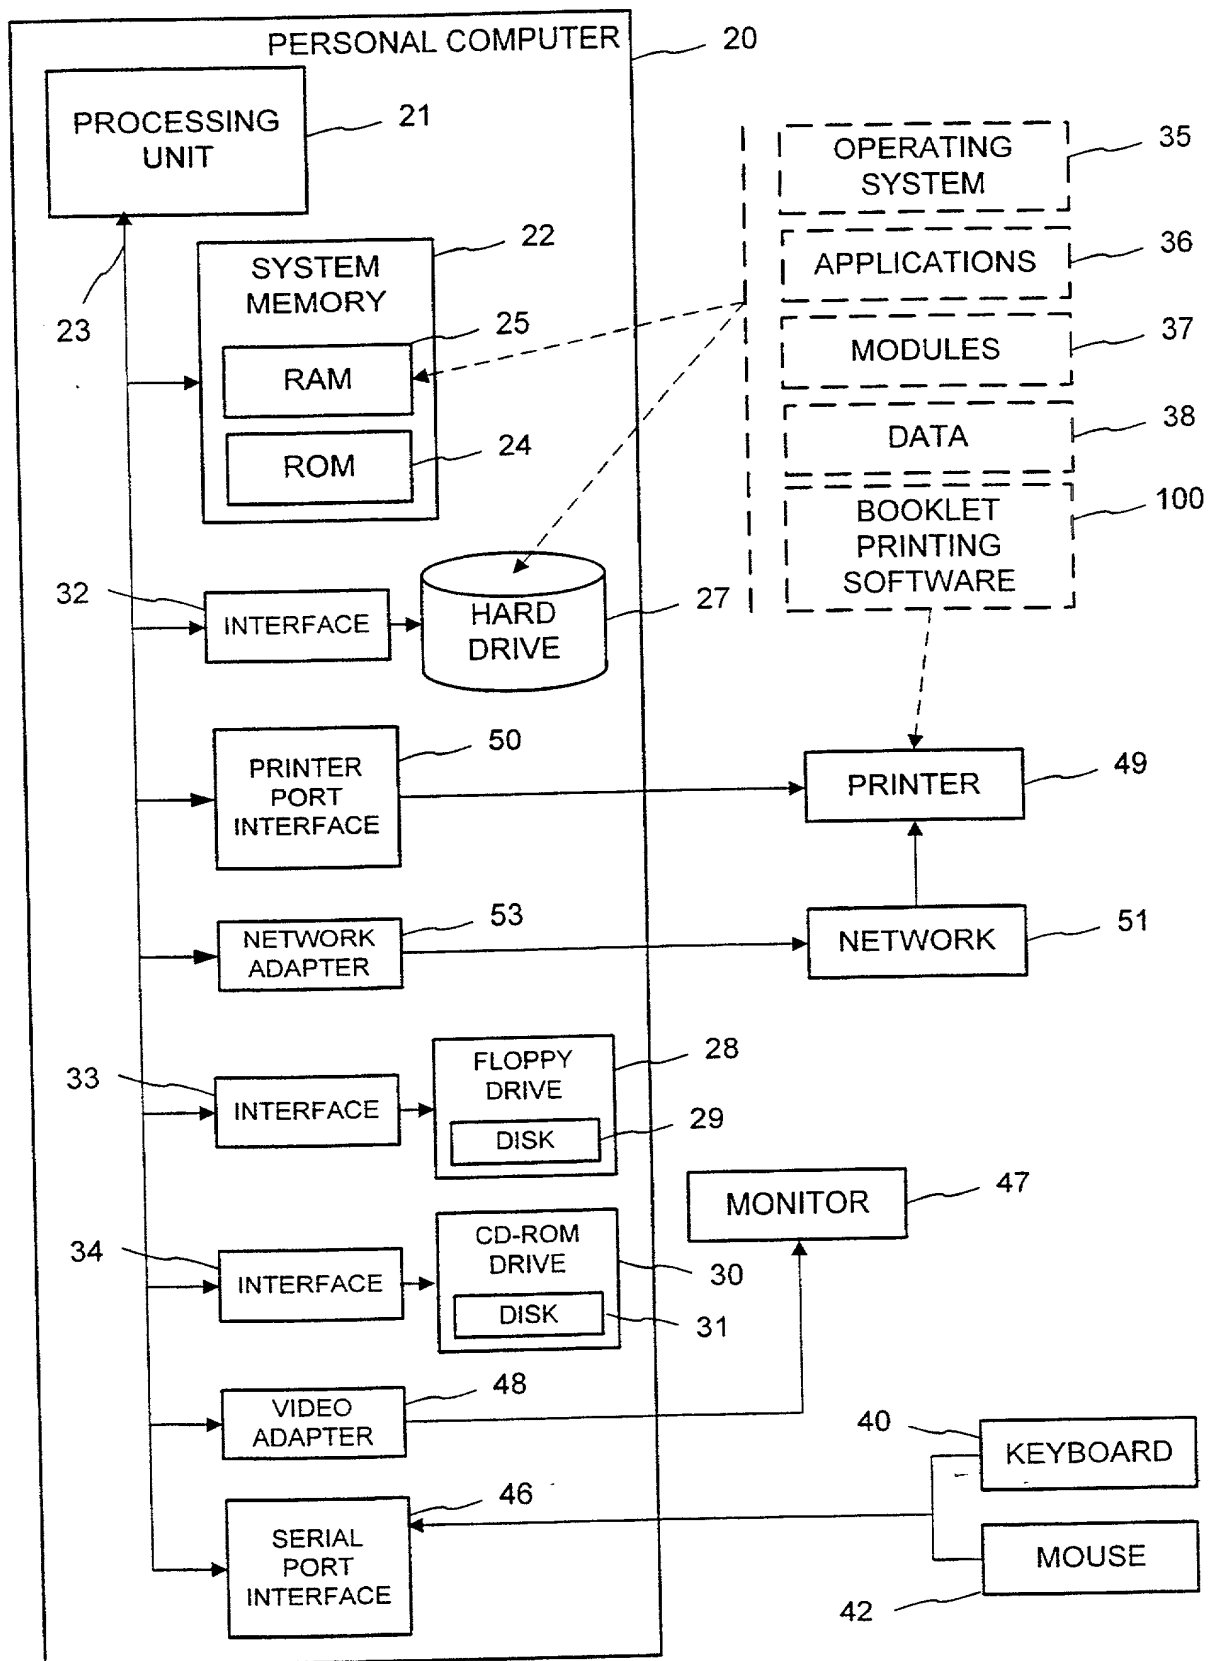 PERSONAL COMPUTER
20
PROCESSING
UNIT
21
35
OPERATING
SYSTEM
22
SYSTEM
MEMORY
36
APPLICATIONS
23
25
RAM
37
MODULES
24
ROM
38
DATA
100
BOOKLET
PRINTING
SOFTWARE
32
INTERFACE
HARD
DRIVE
27
50
PRINTER
PORT
INTERFACE
PRINTER
49
53
NETWORK
ADAPTER
NETWORK
51
33
INTERFACE
FLOPPY
DRIVE
28
DISK
29
MONITOR
47
34
INTERFACE
CD-ROM
DRIVE
30
DISK
31
48
VIDEO
ADAPTER
40
KEYBOARD
46
SERIAL
PORT
INTERFACE
MOUSE
42